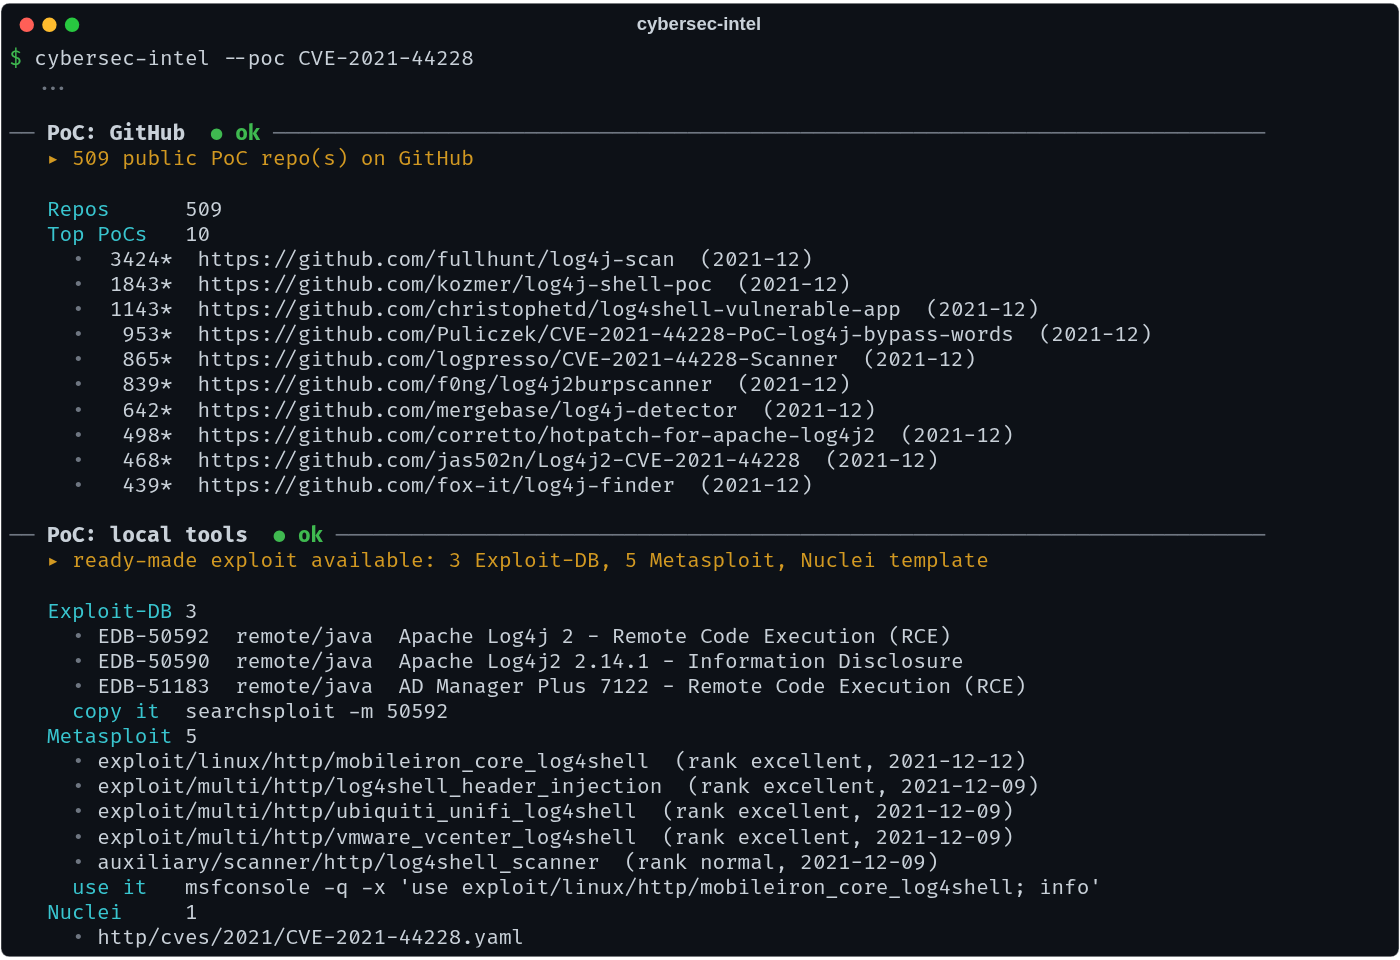 cybersec-intel
$ cybersec-intel --poc CVE-2021-44228
...
PoC: GitHub ● ok
▸ 509 public PoC repo(s) on GitHub
Repos 509
Top PoCs 10
• 3424* https://github.com/fullhunt/log4j-scan (2021-12)
• 1843* https://github.com/kozmer/log4j-shell-poc (2021-12)
• 1143* https://github.com/christophetd/log4shell-vulnerable-app (2021-12)
• 953* https://github.com/Puliczek/CVE-2021-44228-PoC-log4j-bypass-words (2021-12)
• 865* https://github.com/logpresso/CVE-2021-44228-Scanner (2021-12)
• 839* https://github.com/f0ng/log4j2burpscanner (2021-12)
• 642* https://github.com/mergebase/log4j-detector (2021-12)
• 498* https://github.com/corretto/hotpatch-for-apache-log4j2 (2021-12)
• 468* https://github.com/jas502n/Log4j2-CVE-2021-44228 (2021-12)
• 439* https://github.com/fox-it/log4j-finder (2021-12)
PoC: local tools ● ok
▸ ready-made exploit available: 3 Exploit-DB, 5 Metasploit, Nuclei template
Exploit-DB 3
• EDB-50592 remote/java Apache Log4j 2 - Remote Code Execution (RCE)
• EDB-50590 remote/java Apache Log4j2 2.14.1 - Information Disclosure
• EDB-51183 remote/java AD Manager Plus 7122 - Remote Code Execution (RCE)
copy it searchsploit -m 50592
Metasploit 5
• exploit/linux/http/mobileiron_core_log4shell (rank excellent, 2021-12-12)
• exploit/multi/http/log4shell_header_injection (rank excellent, 2021-12-09)
• exploit/multi/http/ubiquiti_unifi_log4shell (rank excellent, 2021-12-09)
• exploit/multi/http/vmware_vcenter_log4shell (rank excellent, 2021-12-09)
• auxiliary/scanner/http/log4shell_scanner (rank normal, 2021-12-09)
use it msfconsole -q -x 'use exploit/linux/http/mobileiron_core_log4shell; info'
Nuclei 1
• http/cves/2021/CVE-2021-44228.yaml